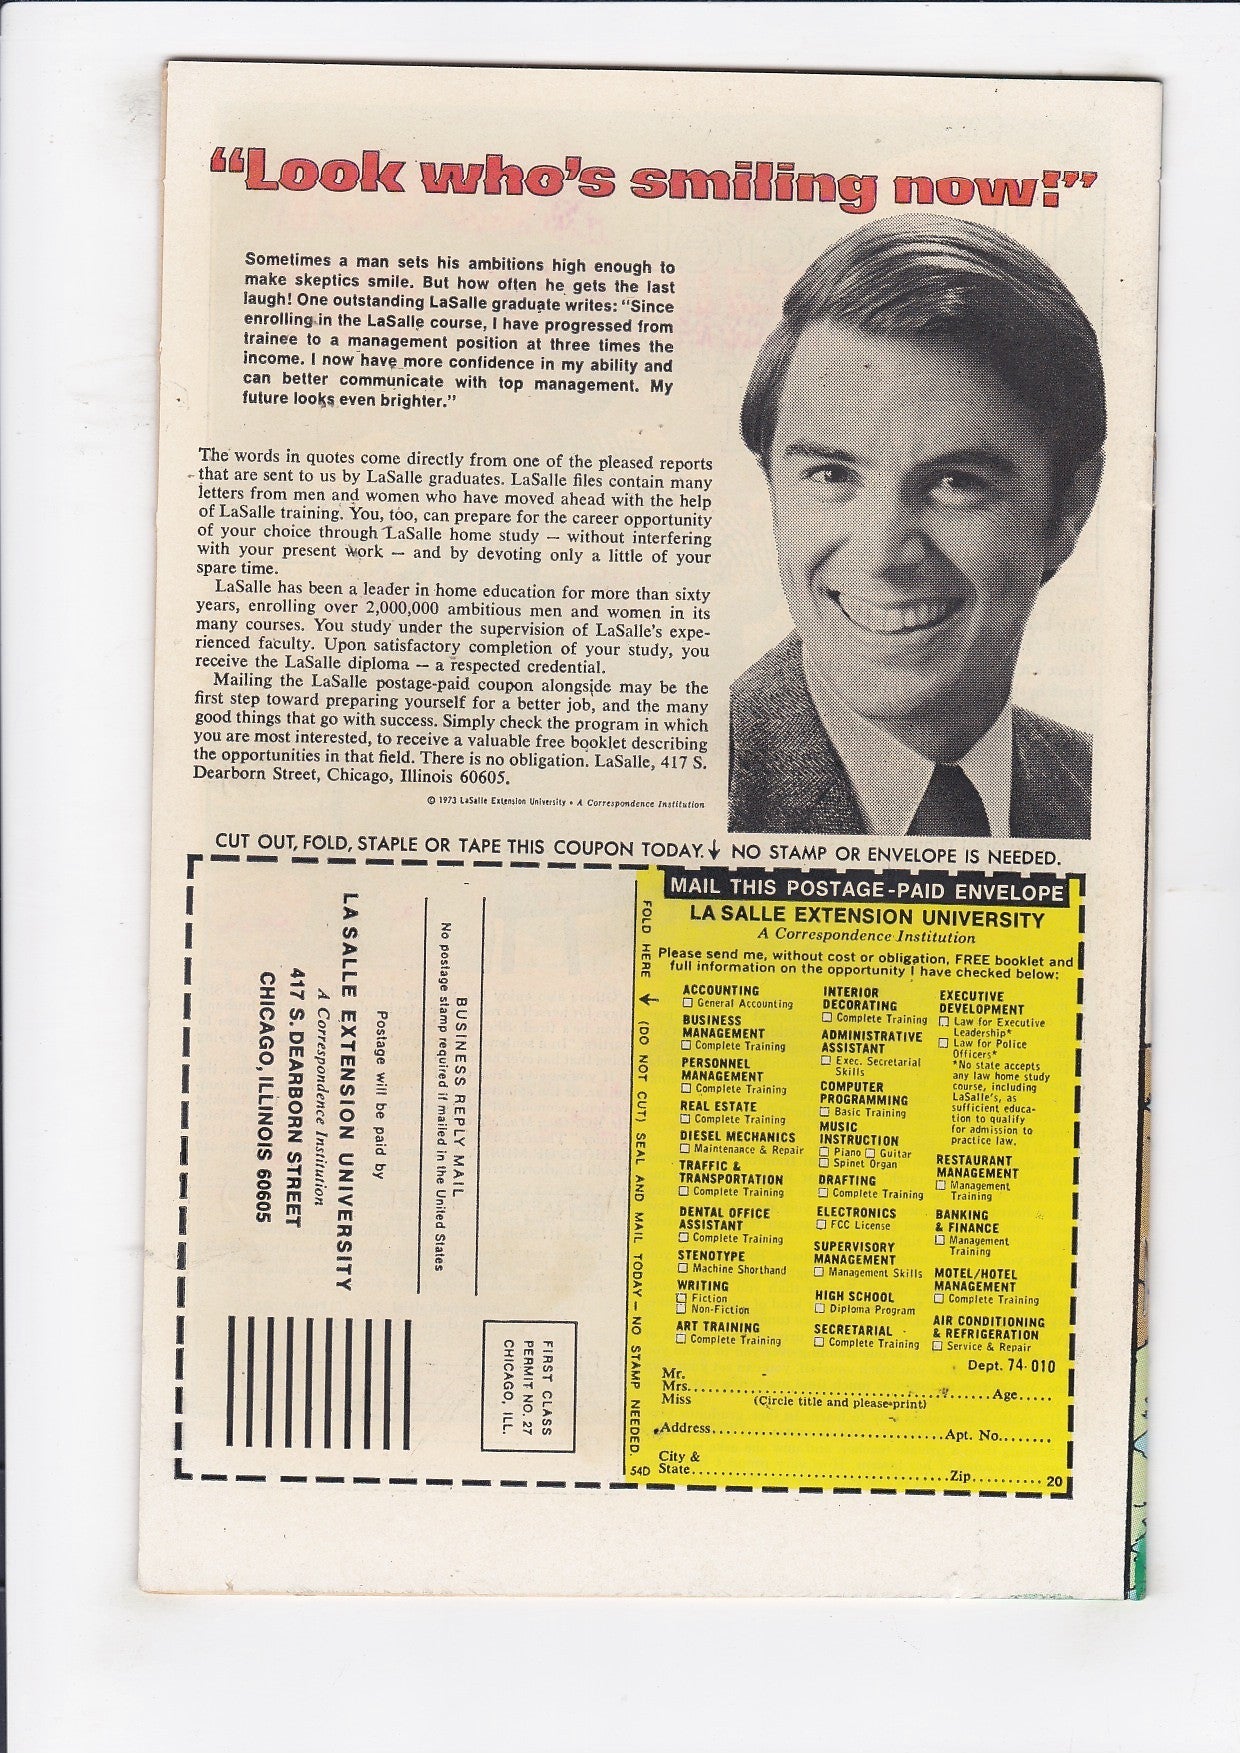 “Look who’s smiling now!”
Sometimes a man sets his ambitions high enough to
make skeptics smile. But how often he gets the last
laugh! One outstanding LaSalle graduate writes: “Since
enrolling in the LaSalle course, I have progressed from
trainee to a management position at three times the
income. I now have more confidence in my ability and
can better communicate with top management. My
future looks even brighter.”
The words in quotes come directly from one of the pleased reports
that are sent to us by LaSalle graduates. LaSalle files contain many
letters from men and women who have moved ahead with the help
of LaSalle training. You, too, can prepare for the career opportunity
of your choice through LaSalle home study — without interfering
with your present work — and by devoting only a little of your
spare time.
LaSalle has been a leader in home education for more than sixty
years, enrolling over 2,000,000 ambitious men and women in its
many courses. You study under the supervision of LaSalle’s expe-
rienced faculty. Upon satisfactory completion of your study, you
receive the LaSalle diploma — a respected credential.
Mailing the LaSalle postage-paid coupon alongside may be the
first step toward preparing yourself for a better job, and the many
good things that go with success. Simply check the program in which
you are most interested, to receive a valuable free booklet describing
the opportunities in that field. There is no obligation. LaSalle, 417 S.
Dearborn Street, Chicago, Illinois 60605.
© 1973 LaSalle Extension University • A Correspondence Institution
CUT OUT, FOLD, STAPLE OR TAPE THIS COUPON TODAY. ↓ NO STAMP OR ENVELOPE IS NEEDED.
FIRST CLASS
PERMIT NO. 27
CHICAGO, ILL.
BUSINESS REPLY MAIL
No postage stamp required if mailed in the United States
Postage will be paid by
LA SALLE EXTENSION UNIVERSITY
A Correspondence Institution
417 S. DEARBORN STREET
CHICAGO, ILLINOIS 60605
FOLD HERE ← (DO NOT CUT) SEAL AND MAIL TODAY — NO STAMP NEEDED.
54D
MAIL THIS POSTAGE-PAID ENVELOPE
LA SALLE EXTENSION UNIVERSITY
A Correspondence Institution
Please send me, without cost or obligation, FREE booklet and
full information on the opportunity I have checked below:
ACCOUNTING
☐ General Accounting
BUSINESS
MANAGEMENT
☐ Complete Training
PERSONNEL
MANAGEMENT
☐ Complete Training
REAL ESTATE
☐ Complete Training
DIESEL MECHANICS
☐ Maintenance & Repair
TRAFFIC &
TRANSPORTATION
☐ Complete Training
DENTAL OFFICE
ASSISTANT
☐ Complete Training
STENOTYPE
☐ Machine Shorthand
WRITING
☐ Fiction
☐ Non-Fiction
ART TRAINING
☐ Complete Training
INTERIOR
DECORATING
☐ Complete Training
ADMINISTRATIVE
ASSISTANT
☐ Exec. Secretarial
Skills
COMPUTER
PROGRAMMING
☐ Basic Training
MUSIC
INSTRUCTION
☐ Piano ☐ Guitar
☐ Spinet Organ
DRAFTING
☐ Complete Training
ELECTRONICS
☐ FCC License
SUPERVISORY
MANAGEMENT
☐ Management Skills
HIGH SCHOOL
☐ Diploma Program
SECRETARIAL
☐ Complete Training
EXECUTIVE
DEVELOPMENT
☐ Law for Executive
Leadership*
☐ Law for Police
Officers*
*No state accepts
any law home study
course, including
LaSalle’s, as
sufficient educa-
tion to qualify
for admission to
practice law.
RESTAURANT
MANAGEMENT
☐ Management
Training
BANKING
& FINANCE
☐ Management
Training
MOTEL/HOTEL
MANAGEMENT
☐ Complete Training
AIR CONDITIONING
& REFRIGERATION
☐ Service & Repair
Dept. 74-010
Mr.
Mrs..........................................Age.....
Miss (Circle title and please print)
Address....................................Apt. No........
City &
State........................................Zip.......... 20